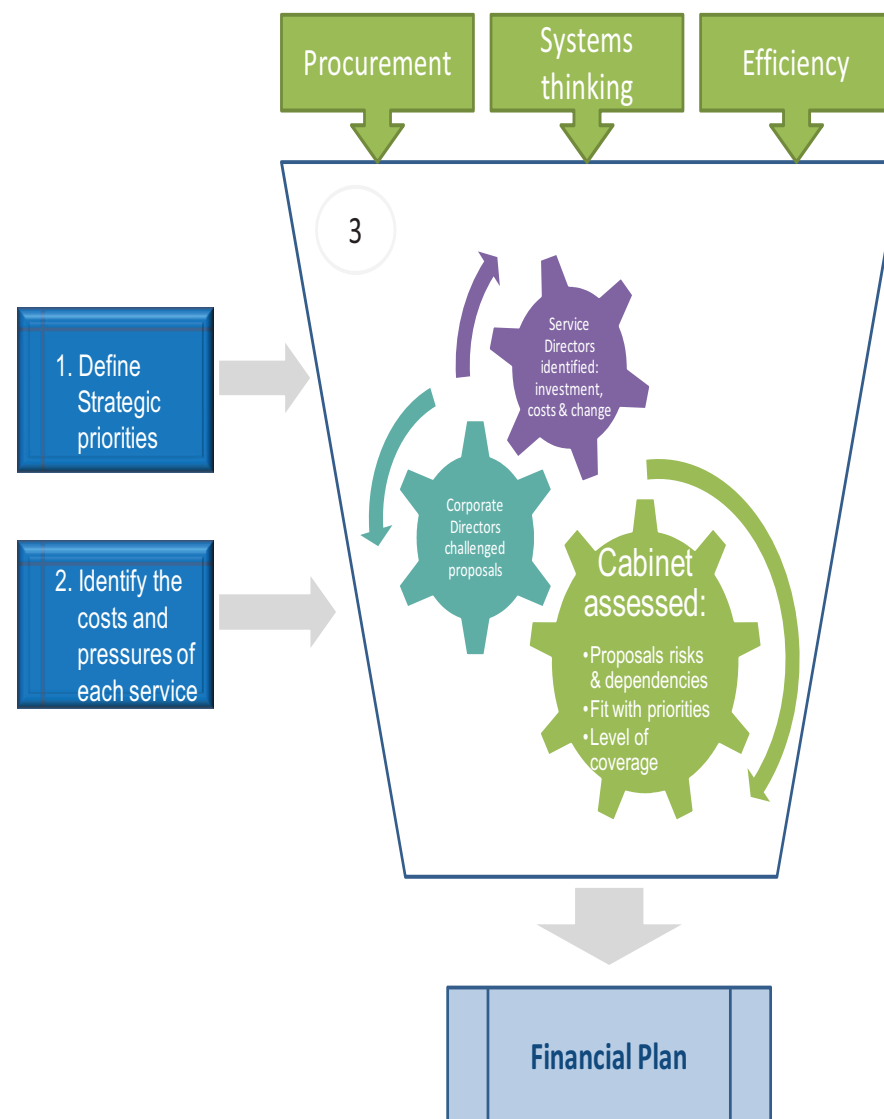 Procurement
Systems
thinking
Efficiency
3
1. Define
Strategic
priorities
2. Identify the
costs and
pressures of
each service
Service
Directors
identified:
investment,
costs & change
Corporate
Directors
challenged
proposals
Cabinet
assessed:
•Proposals risks
& dependencies
•Fit with priorities
•Level of
coverage
Financial Plan